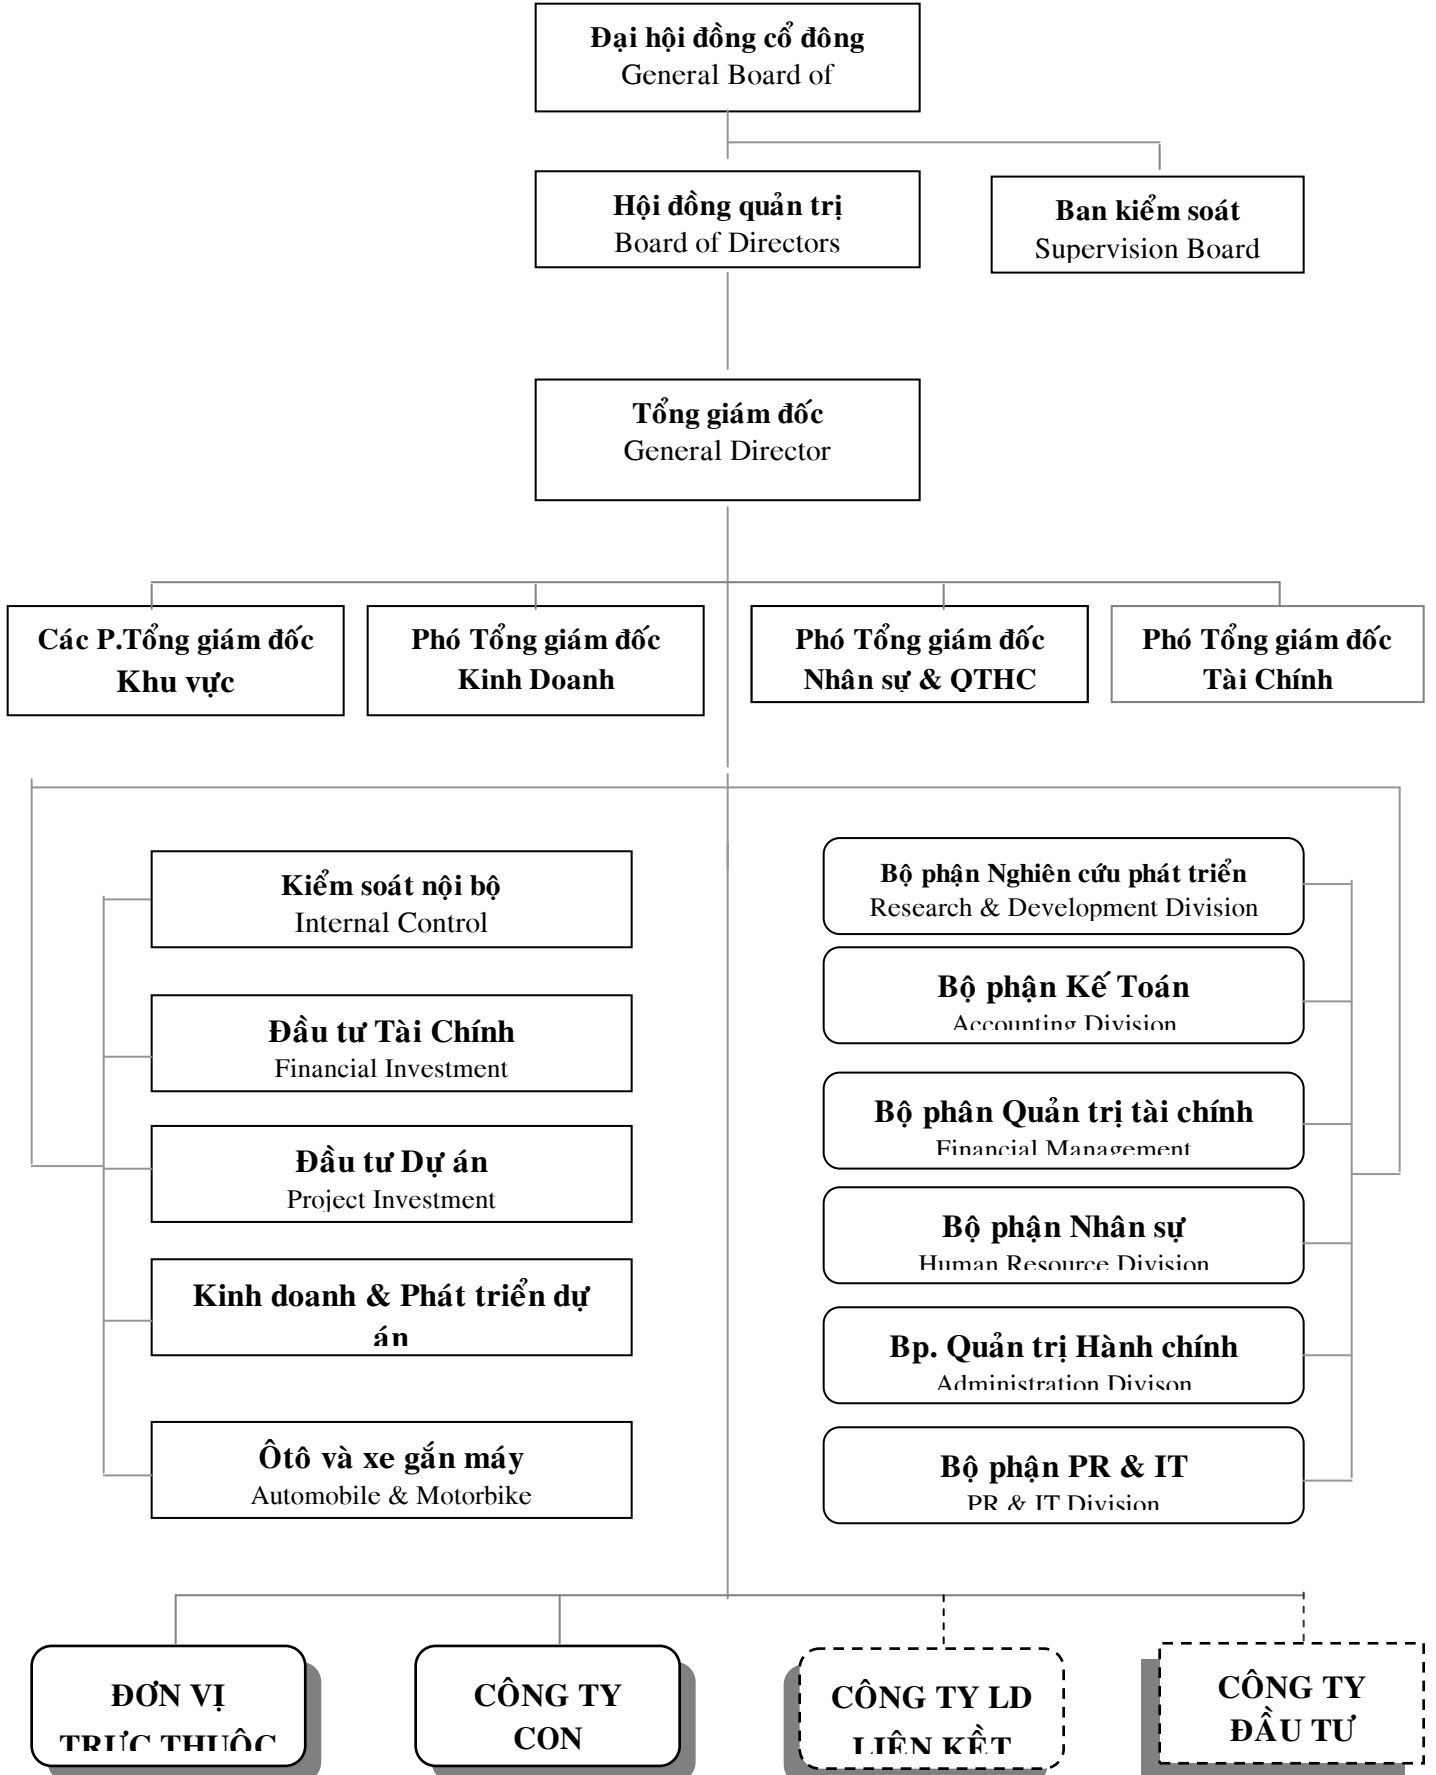 Đại hội đồng cổ đông
General Board of
Hội đồng quản trị
Board of Directors
Ban kiểm soát
Supervision Board
Tổng giám đốc
General Director
Các P.Tổng giám đốc
Khu vực
Phó Tổng giám đốc
Kinh Doanh
Phó Tổng giám đốc
Nhân sự & QTHC
Phó Tổng giám đốc
Tài Chính
Kiểm soát nội bộ
Internal Control
Đầu tư Tài Chính
Financial Investment
Đầu tư Dự án
Project Investment
Kinh doanh & Phát triển dự
án
Ôtô và xe gắn máy
Automobile & Motorbike
Bộ phận Nghiên cứu phát triển
Research & Development Division
Bộ phận Kế Toán
Accounting Division
Bộ phân Quản trị tài chính
Financial Management
Bộ phận Nhân sự
Human Resource Division
Bp. Quản trị Hành chính
Administration Divison
Bộ phận PR & IT
PR & IT Division
ĐƠN VỊ
TRỰC THUỘC
CÔNG TY
CON
CÔNG TY LD
LIÊN KẾT
CÔNG TY
ĐẦU TƯ